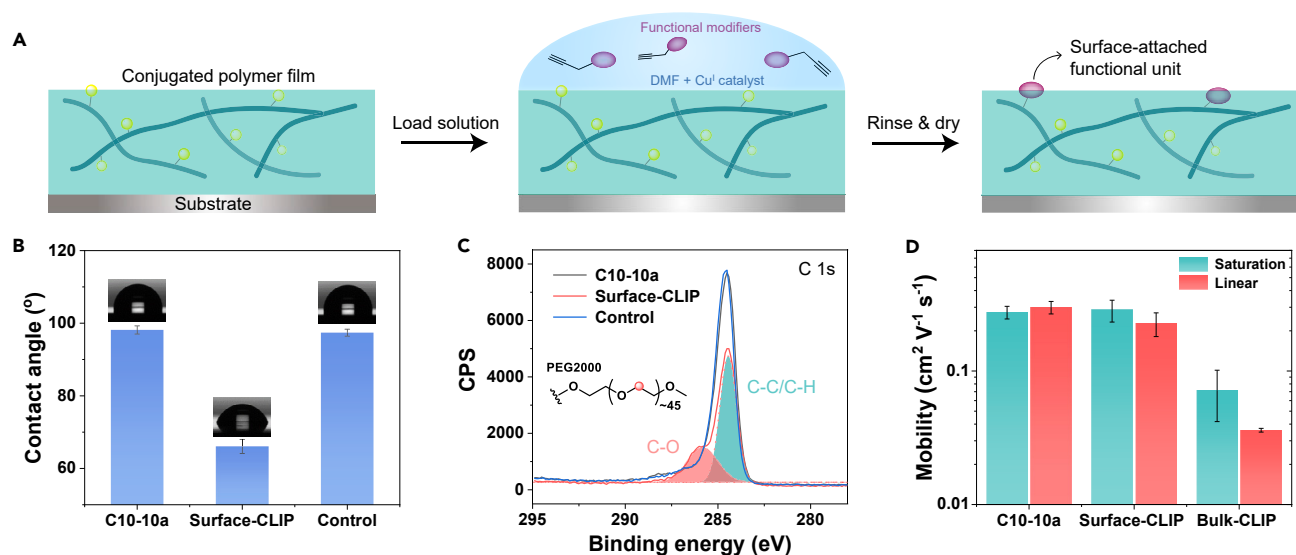 A
Conjugated polymer film
Substrate
Load solution
Functional modifiers
DMF + Cuᴵ catalyst
Rinse & dry
Surface-attached
functional unit
B
Contact angle (º)
120
100
80
60
C10-10a
Surface-CLIP
Control
C
CPS
8000
6000
4000
2000
0
C 1s
C10-10a
Surface-CLIP
Control
PEG2000
O
O
O
~45
C-C/C-H
C-O
295
290
285
280
Binding energy (eV)
D
Mobility (cm² V⁻¹ s⁻¹)
0.1
0.01
Saturation
Linear
C10-10a
Surface-CLIP
Bulk-CLIP